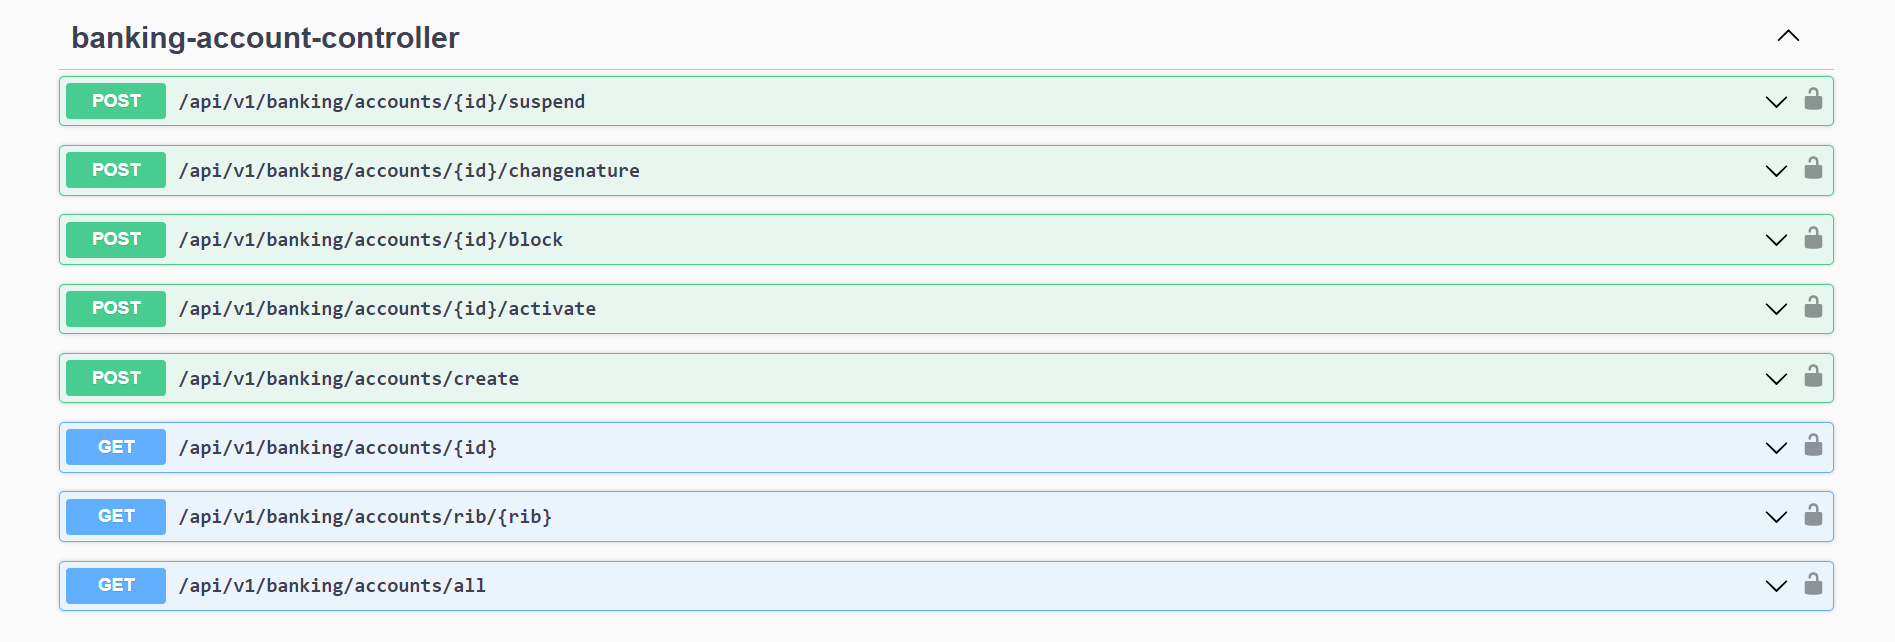 banking-account-controller
POST /api/v1/banking/accounts/{id}/suspend
POST /api/v1/banking/accounts/{id}/changenature
POST /api/v1/banking/accounts/{id}/block
POST /api/v1/banking/accounts/{id}/activate
POST /api/v1/banking/accounts/create
GET /api/v1/banking/accounts/{id}
GET /api/v1/banking/accounts/rib/{rib}
GET /api/v1/banking/accounts/all